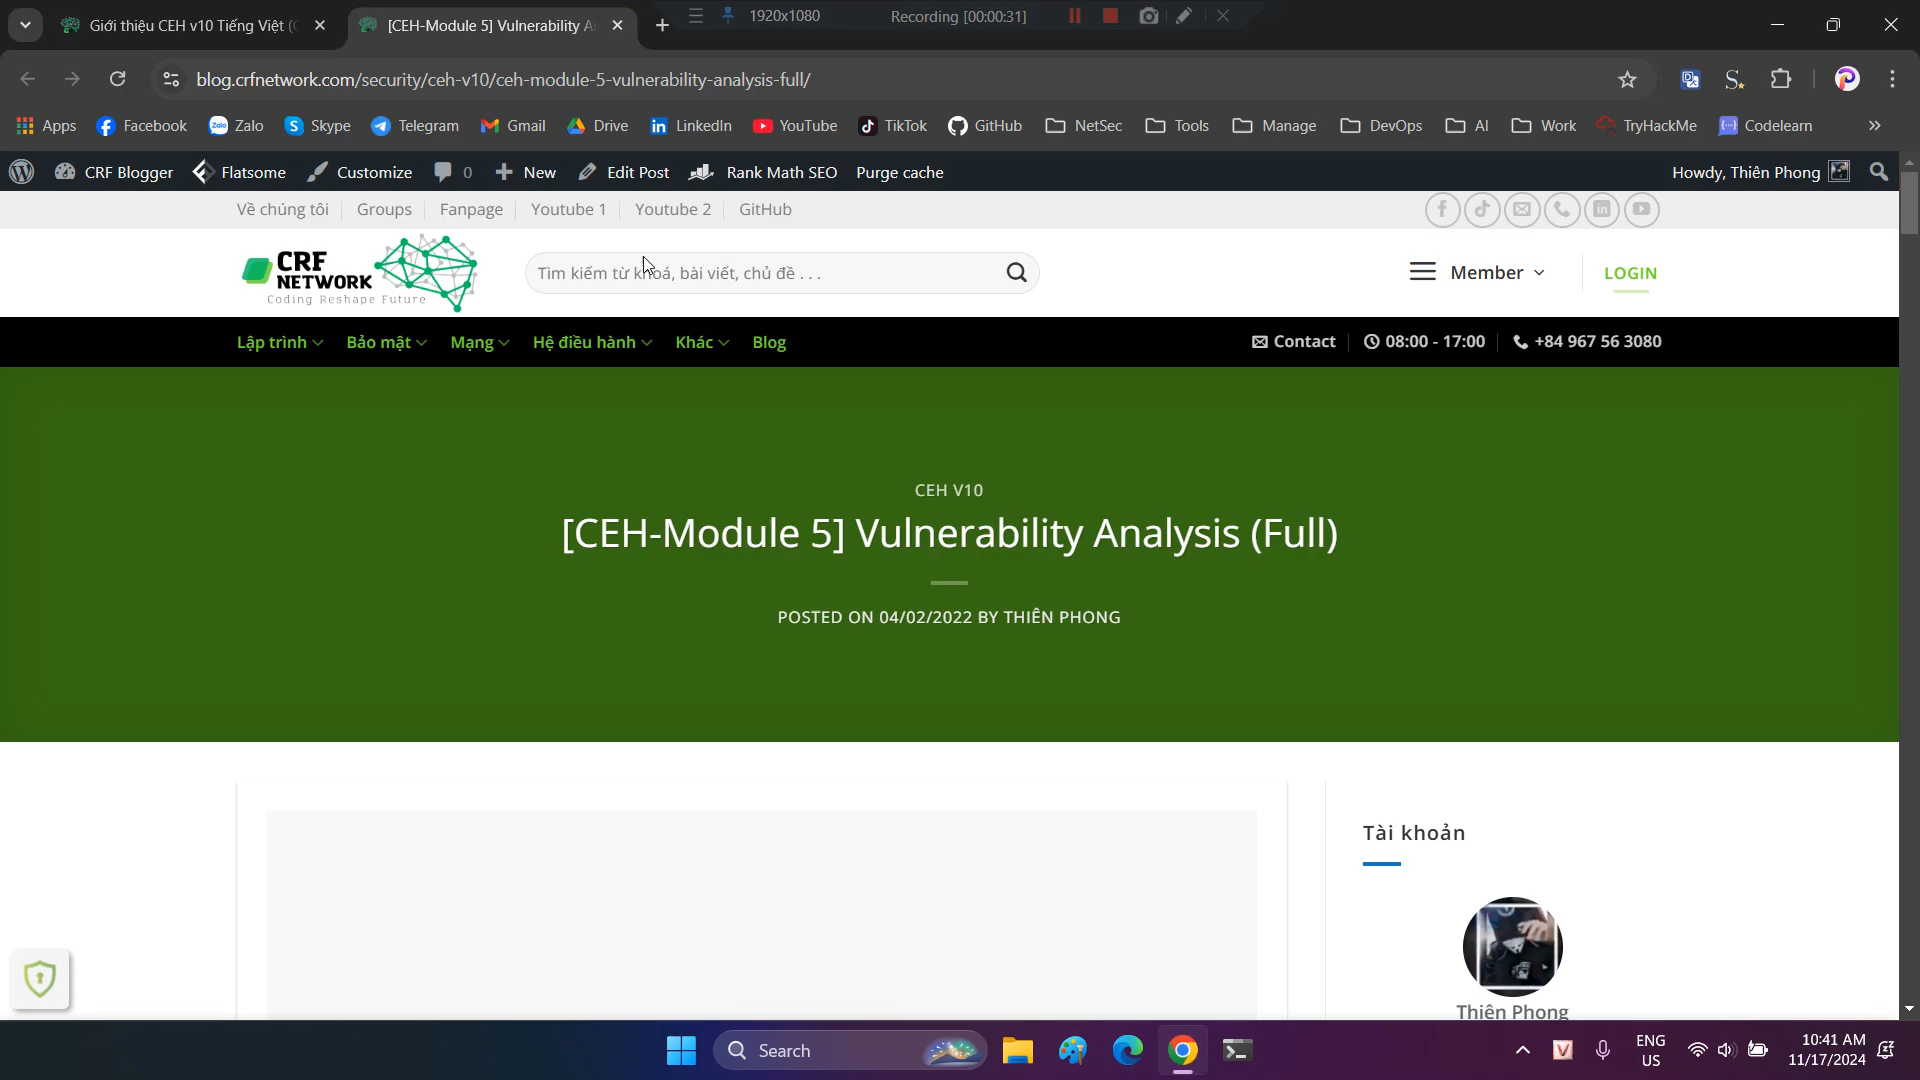 Giới thiệu CEH v10 Tiếng Việt (
[CEH-Module 5] Vulnerability A
1920x1080
Recording [00:00:31]
blog.crfnetwork.com/security/ceh-v10/ceh-module-5-vulnerability-analysis-full/
Apps
Facebook
Zalo
Skype
Telegram
Gmail
Drive
LinkedIn
YouTube
TikTok
GitHub
NetSec
Tools
Manage
DevOps
AI
Work
TryHackMe
Codelearn
CRF Blogger
Flatsome
Customize
0
New
Edit Post
Rank Math SEO
Purge cache
Howdy, Thiên Phong
Về chúng tôi
Groups
Fanpage
Youtube 1
Youtube 2
GitHub
CRF
NETWORK
Coding Reshape Future
Tìm kiếm từ khoá, bài viết, chủ đề . . .
Member
LOGIN
Lập trình
Bảo mật
Mạng
Hệ điều hành
Khác
Blog
Contact
08:00 - 17:00
+84 967 56 3080
CEH V10
[CEH-Module 5] Vulnerability Analysis (Full)
POSTED ON 04/02/2022 BY THIÊN PHONG
Tài khoản
Thiên Phong
Search
ENG
US
10:41 AM
11/17/2024